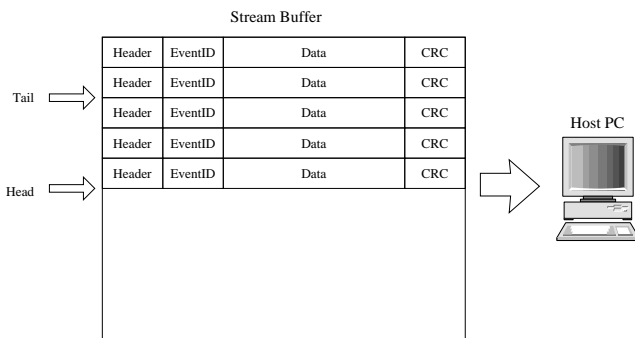 Stream Buffer
Header EventID Data CRC
Header EventID Data CRC
Tail
Header EventID Data CRC
Host PC
Header EventID Data CRC
Header EventID Data CRC
Head